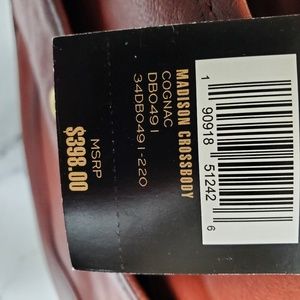 MADISON CROSSBODY
COGNAC
DB0491
34DB0491-220
MSRP
$398.00
1 90918 51242 6